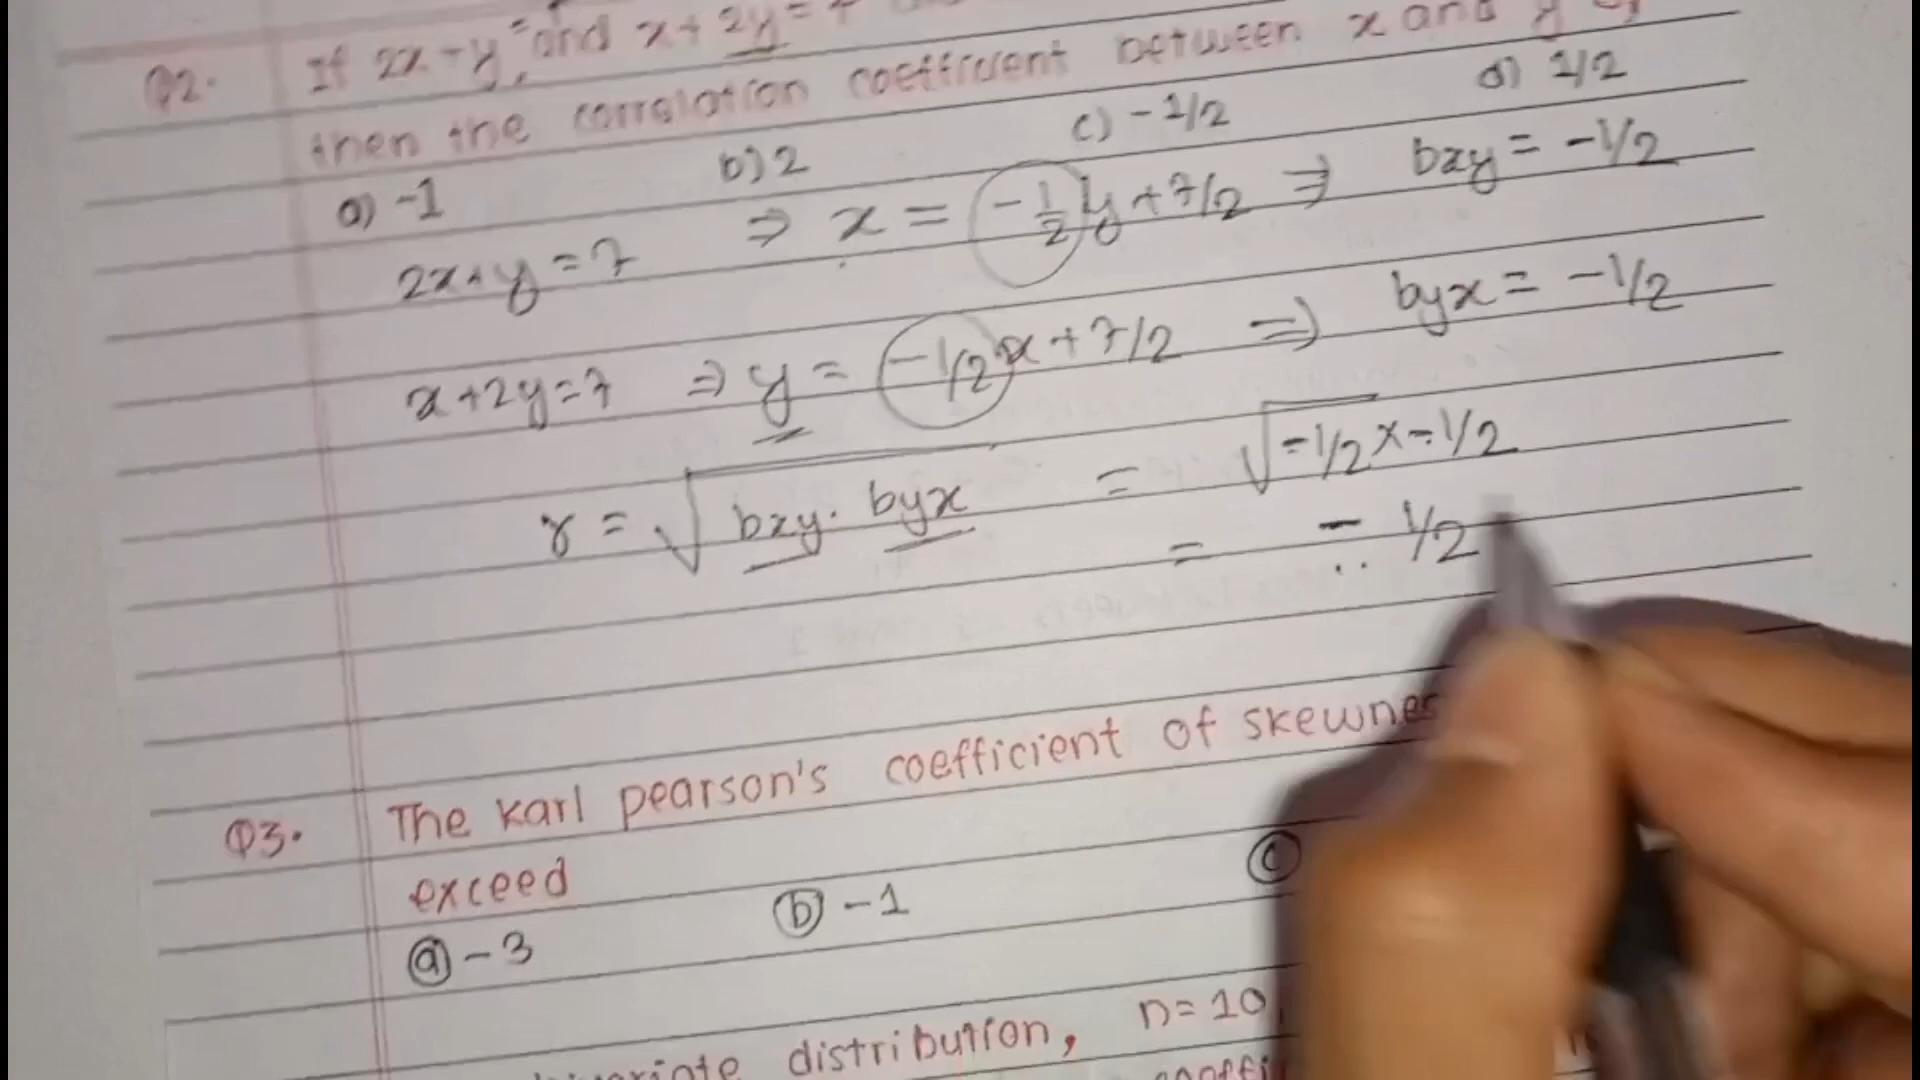 Q2. If 2x - y = and x + 2y = 7
then the correlation coefficient between x and y
a) -1 b) 2 c) -1/2 d) 1/2
2x+y=7 ⇒ x = -1/2 y + 7/2 ⇒ bxy = -1/2
x+2y=7 ⇒ y = -1/2 x + 7/2 ⇒ byx = -1/2
r = √bxy. byx = √-1/2 x -1/2
= - 1/2
Q3. The karl pearson's coefficient of skewnes
exceed
a -3 b -1 c
distribution, n=10